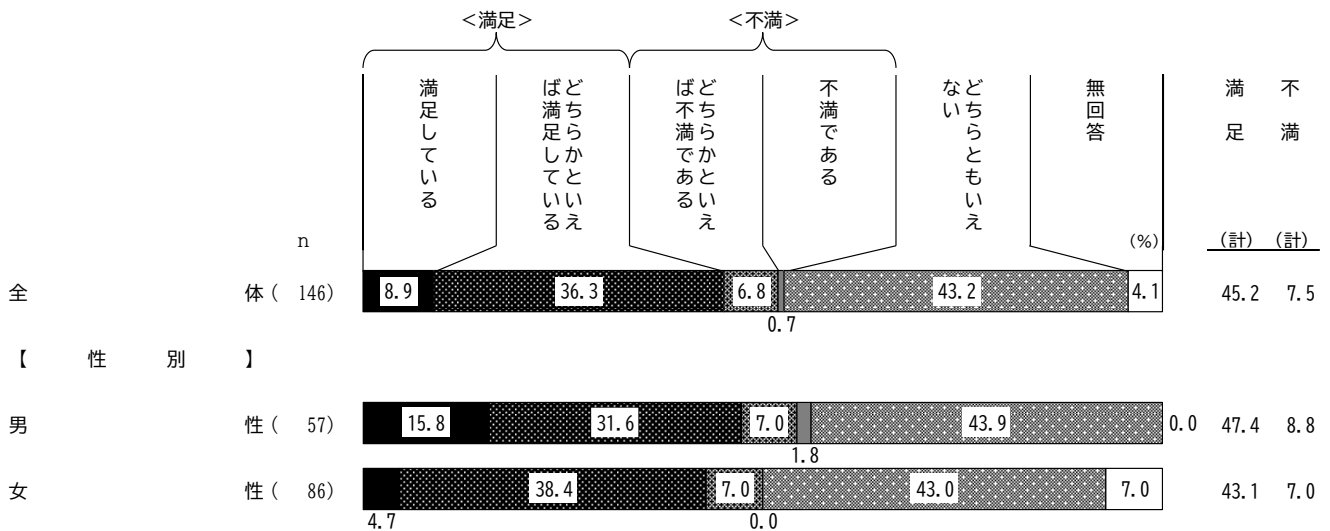 ＜満足＞ ＜不満＞
満足している
どちらかといえば満足している
どちらかといえば不満である
不満である
どちらともいえない
無回答
満足
不満
n (%) (計) (計)
全体( 146) 8.9 36.3 6.8 43.2 4.1 45.2 7.5
0.7
【 性 別 】
男性( 57) 15.8 31.6 7.0 43.9 0.0 47.4 8.8
1.8
女性( 86) 38.4 7.0 43.0 7.0 43.1 7.0
4.7 0.0